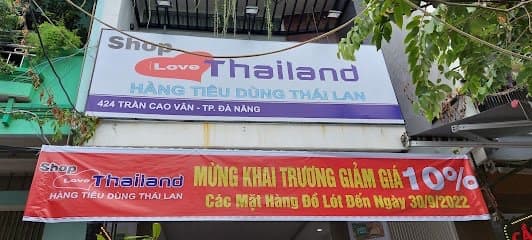 Shop
Love Thailand
HÀNG TIÊU DÙNG THÁI LAN
424 TRẦN CAO VÂN - TP. ĐÀ NẴNG
Shop
Love Thailand
HÀNG TIÊU DÙNG THÁI LAN
MỪNG KHAI TRƯƠNG GIẢM GIÁ 10%
Các Mặt Hàng Đồ Lót Đến Ngày 30/9/2022